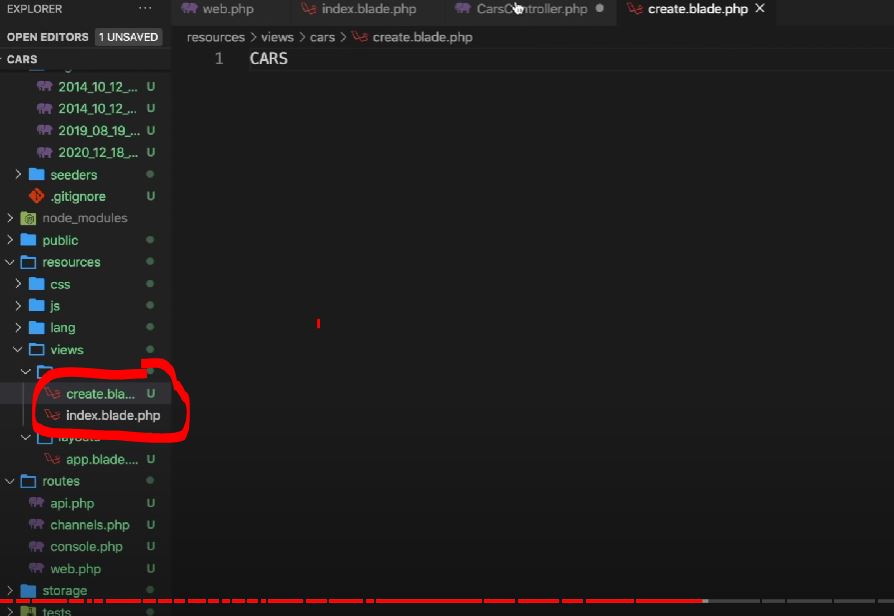 EXPLORER ...
web.php index.blade.php CarsController.php create.blade.php
OPEN EDITORS 1 UNSAVED
resources > views > cars > create.blade.php
CARS
1 CARS
2014_10_12_... U
2014_10_12_... U
2019_08_19_... U
2020_12_18_... U
seeders
.gitignore U
node_modules
public
resources
css
js
lang
views
create.bla... U
index.blade.php
layouts
app.blade.... U
routes
api.php U
channels.php U
console.php U
web.php U
storage
tests